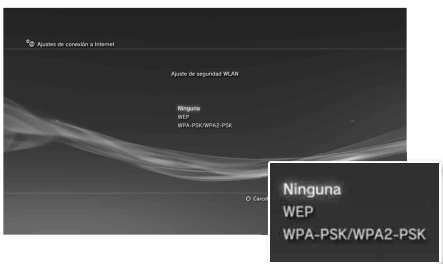 Ajustes de conexión a Internet
Ajuste de seguridad WLAN
Ninguna
WEP
WPA-PSK/WPA2-PSK
Ninguna
WEP
WPA-PSK/WPA2-PSK